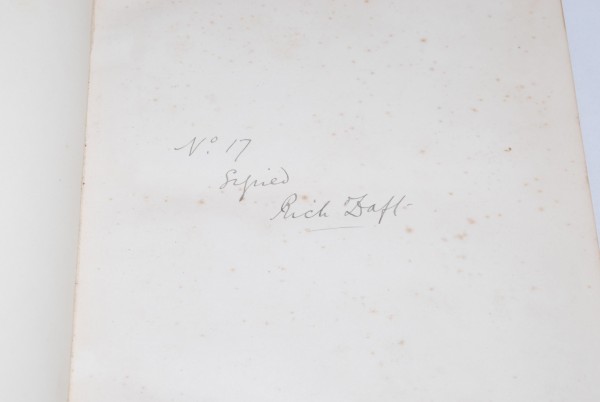 No. 17
Signed
Rich Daft